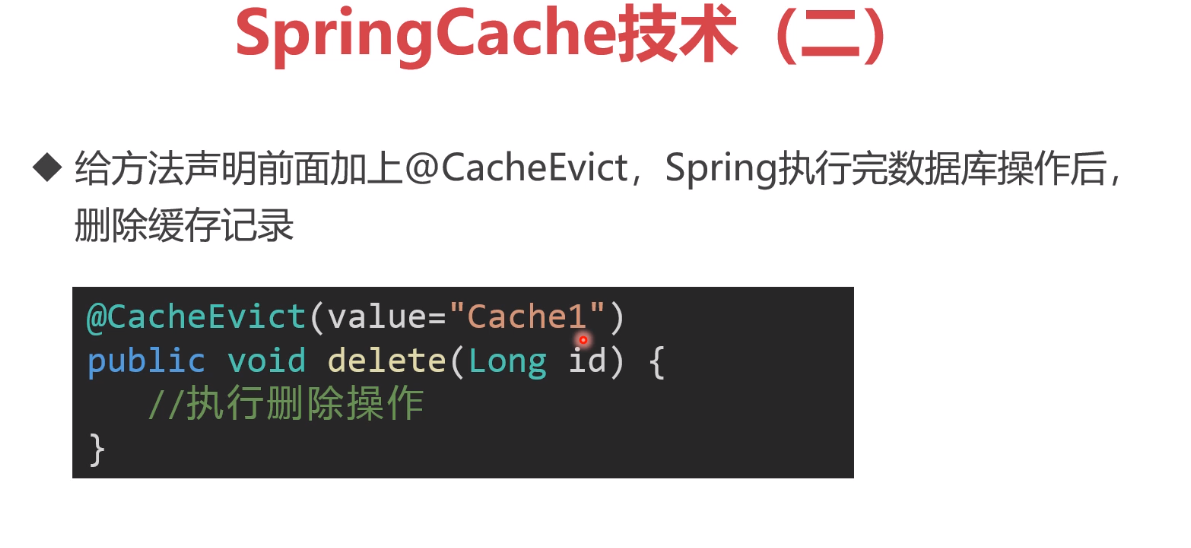 SpringCache技术（二）
给方法声明前面加上@CacheEvict，Spring执行完数据库操作后，
删除缓存记录
@CacheEvict(value="Cache1")
public void delete(Long id) {
//执行删除操作
}